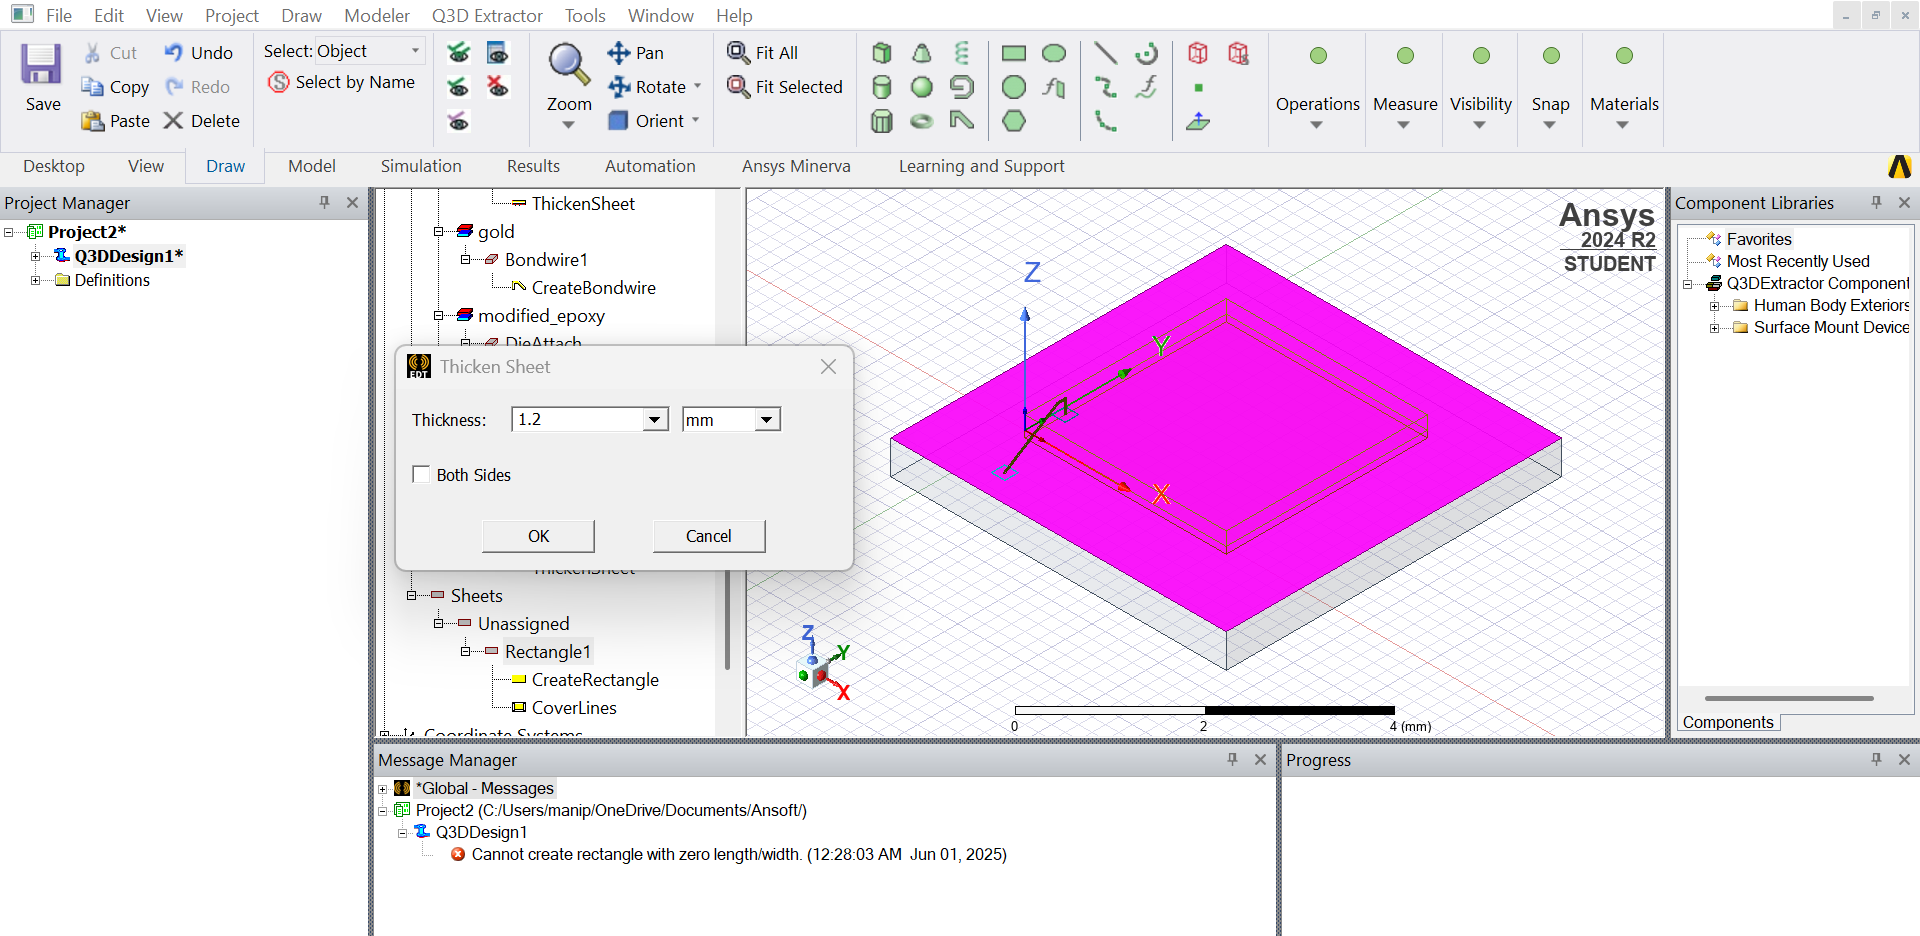 File Edit View Project Draw Modeler Q3D Extractor Tools Window Help
Save
Cut
Copy
Paste
Undo
Redo
Delete
Select: Object
Select by Name
Zoom
Pan
Rotate
Orient
Fit All
Fit Selected
Operations
Measure
Visibility
Snap
Materials
Desktop View Draw Model Simulation Results Automation Ansys Minerva Learning and Support
Project Manager
Project2*
Q3DDesign1*
Definitions
ThickenSheet
gold
Bondwire1
CreateBondwire
modified_epoxy
DieAttach
Thicken Sheet
EDT
Thickness: 1.2 mm
Both Sides
OK Cancel
ThickenSheet
Sheets
Unassigned
Rectangle1
CreateRectangle
CoverLines
Coordinate Systems
Ansys
2024 R2
STUDENT
Z
Y
X
Z
Y
X
0 2 4 (mm)
Component Libraries
Favorites
Most Recently Used
Q3DExtractor Component
Human Body Exteriors
Surface Mount Device
Components
Message Manager
*Global - Messages
Project2 (C:/Users/manip/OneDrive/Documents/Ansoft/)
Q3DDesign1
Cannot create rectangle with zero length/width. (12:28:03 AM Jun 01, 2025)
Progress